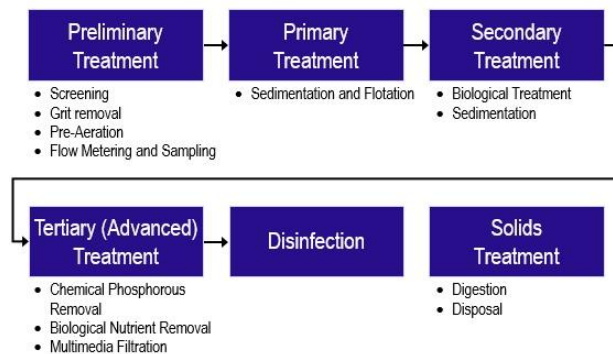 Preliminary
Treatment
• Screening
• Grit removal
• Pre-Aeration
• Flow Metering and Sampling
Primary
Treatment
• Sedimentation and Flotation
Secondary
Treatment
• Biological Treatment
• Sedimentation
Tertiary (Advanced)
Treatment
• Chemical Phosphorous
Removal
• Biological Nutrient Removal
• Multimedia Filtration
Disinfection
Solids
Treatment
• Digestion
• Disposal